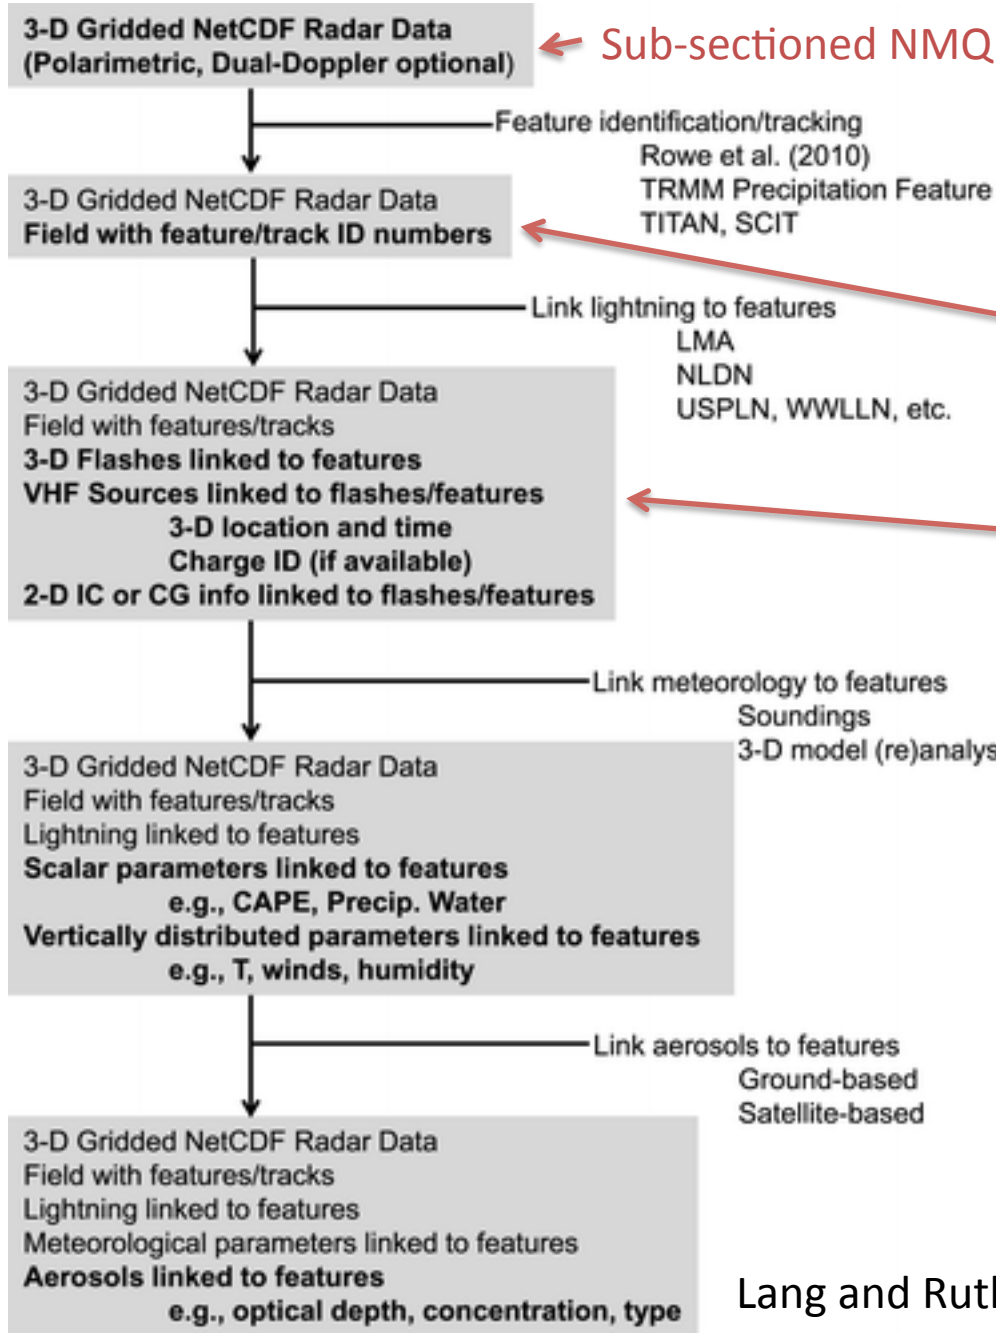 3-D Gridded NetCDF Radar Data
(Polarimetric, Dual-Doppler optional)
Sub-sectioned NMQ
Feature identification/tracking
Rowe et al. (2010)
TRMM Precipitation Feature
TITAN, SCIT
3-D Gridded NetCDF Radar Data
Field with feature/track ID numbers
Link lightning to features
LMA
NLDN
USPLN, WWLLN, etc.
3-D Gridded NetCDF Radar Data
Field with features/tracks
3-D Flashes linked to features
VHF Sources linked to flashes/features
3-D location and time
Charge ID (if available)
2-D IC or CG info linked to flashes/features
Link meteorology to features
Soundings
3-D model (re)analys
3-D Gridded NetCDF Radar Data
Field with features/tracks
Lightning linked to features
Scalar parameters linked to features
e.g., CAPE, Precip. Water
Vertically distributed parameters linked to features
e.g., T, winds, humidity
Link aerosols to features
Ground-based
Satellite-based
3-D Gridded NetCDF Radar Data
Field with features/tracks
Lightning linked to features
Meteorological parameters linked to features
Aerosols linked to features
e.g., optical depth, concentration, type
Lang and Rutl